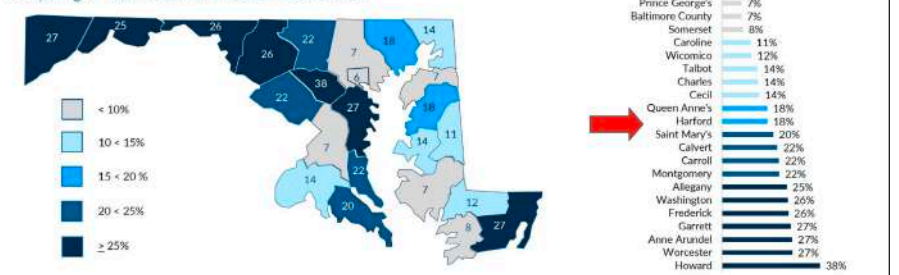 27
25
26
26
22
7
18
14
6
38
22
27
7
18
14
11
7
14
22
20
7
12
8
27
< 10%
10 < 15%
15 < 20 %
20 < 25%
≥ 25%
Prince George's 7%
Baltimore County 7%
Somerset 8%
Caroline 11%
Wicomico 12%
Talbot 14%
Charles 14%
Cecil 14%
Queen Anne's 18%
Harford 18%
Saint Mary's 20%
Calvert 22%
Carroll 22%
Montgomery 22%
Allegany 25%
Washington 26%
Frederick 26%
Garrett 27%
Anne Arundel 27%
Worcester 27%
Howard 38%